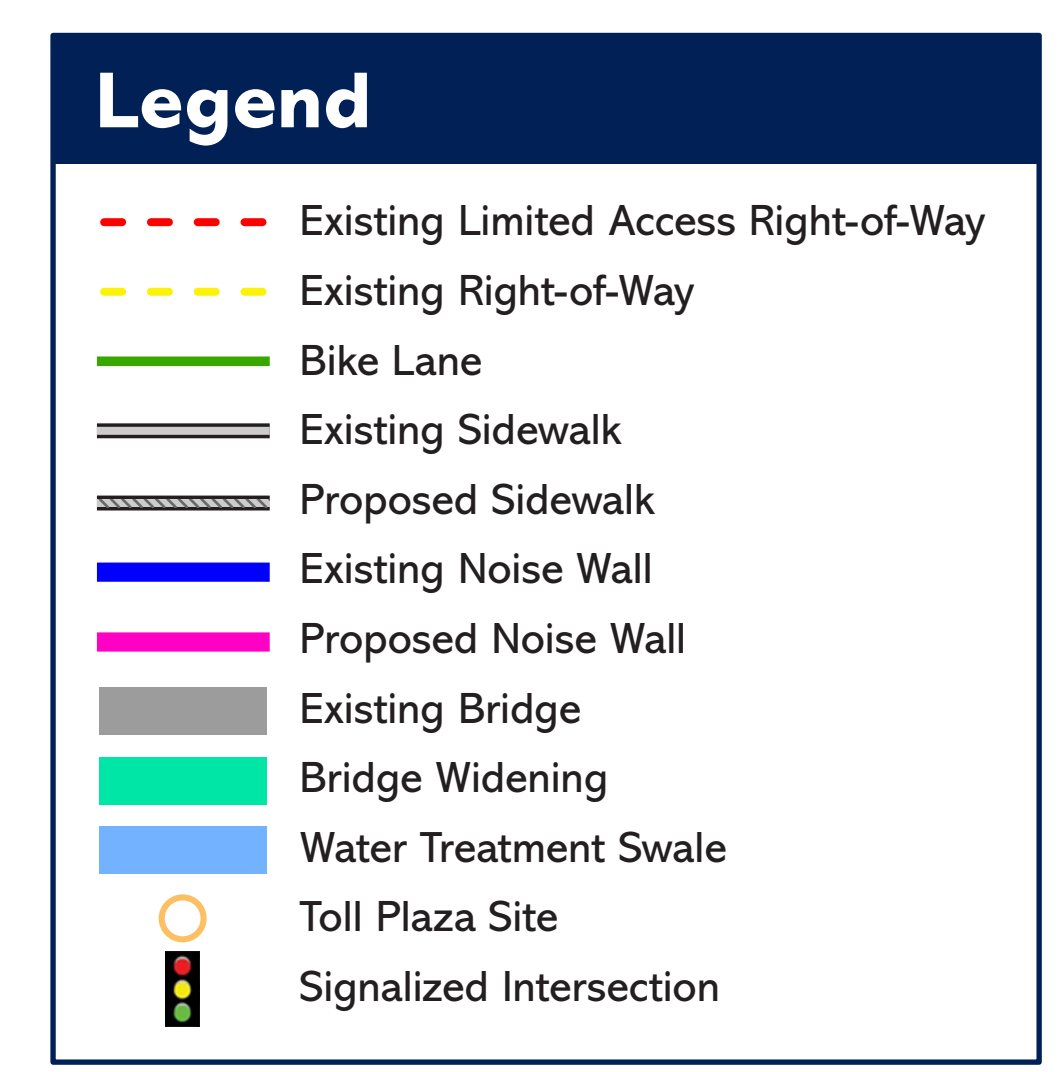 Legend
Existing Limited Access Right-of-Way
Existing Right-of-Way
Bike Lane
Existing Sidewalk
Proposed Sidewalk
Existing Noise Wall
Proposed Noise Wall
Existing Bridge
Bridge Widening
Water Treatment Swale
Toll Plaza Site
Signalized Intersection